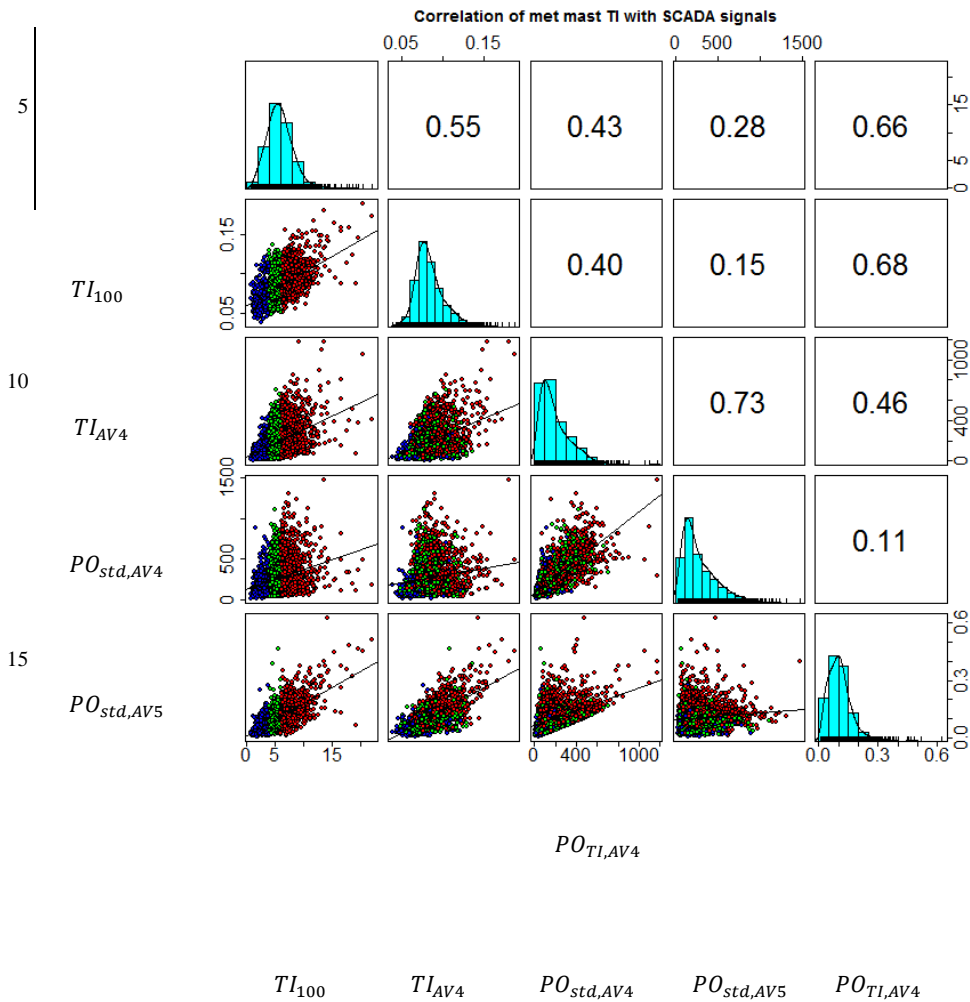 Correlation of met mast TI with SCADA signals
0.05 0.15 0 500 1500
5 0.55 0.43 0.28 0.66 5 15
TI100 0.05 0.15 0.40 0.15 0.68
10 TIAV4 0.73 0.46 0 400 1000
POstd,AV4 0 500 1500 0.11
15 POstd,AV5 0.0 0.3 0.6
0 5 15 0 400 1000 0.0 0.3 0.6
POTI,AV4
TI100 TIAV4 POstd,AV4 POstd,AV5 POTI,AV4